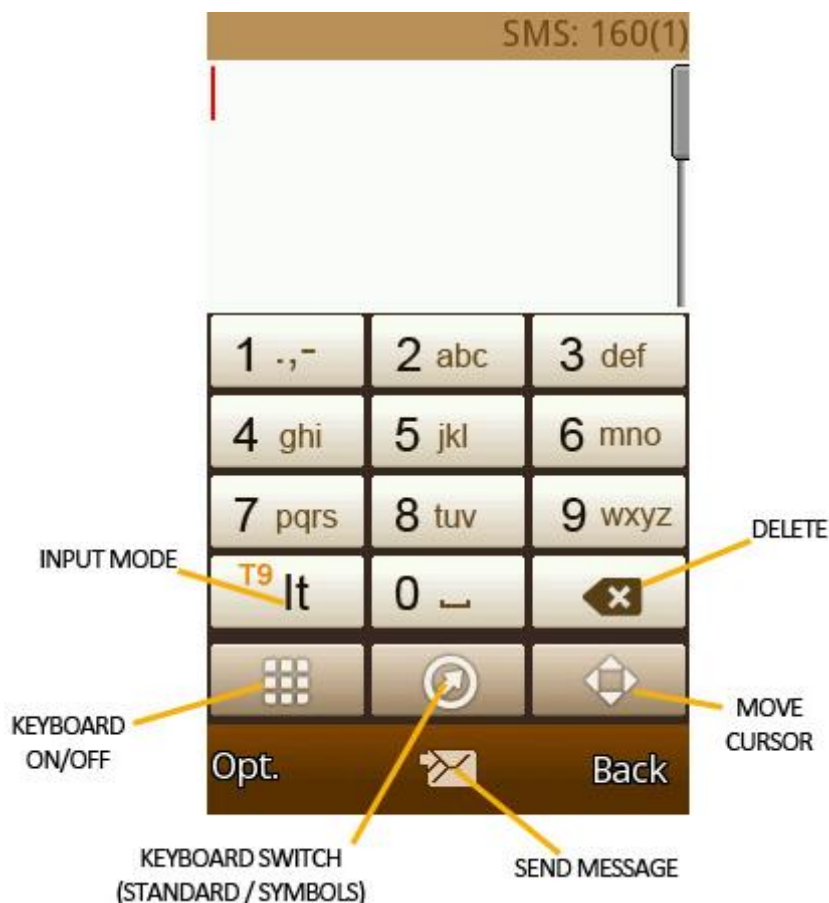 SMS: 160(1)
1 .,- 2 abc 3 def
4 ghi 5 jkl 6 mno
7 pqrs 8 tuv 9 wxyz
DELETE
INPUT MODE
T9 It 0
KEYBOARD
ON/OFF
MOVE
CURSOR
Opt. Back
KEYBOARD SWITCH
(STANDARD / SYMBOLS)
SEND MESSAGE